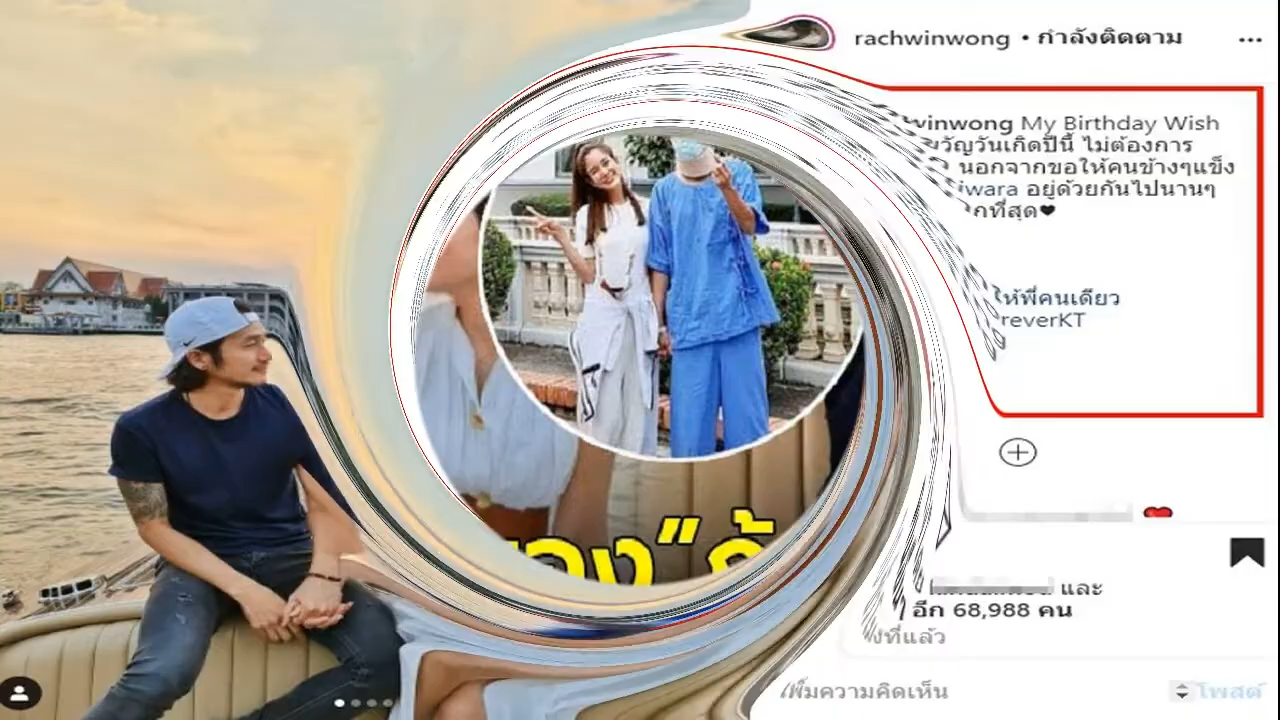 rachwinwong • กำลังติดตาม
winwong My Birthday Wish
วัญวันเกิดปีนี้ ไม่ต้องการ
นอกจากขอให้คนข้างๆแข็ง
wara อยู่ด้วยกันไปนานๆ
กที่สุด❤
ให้พี่คนเดียว
reverKT
และ
อีก 68,988 คน
งที่แล้ว
เพิ่มความคิดเห็น
โพสต์